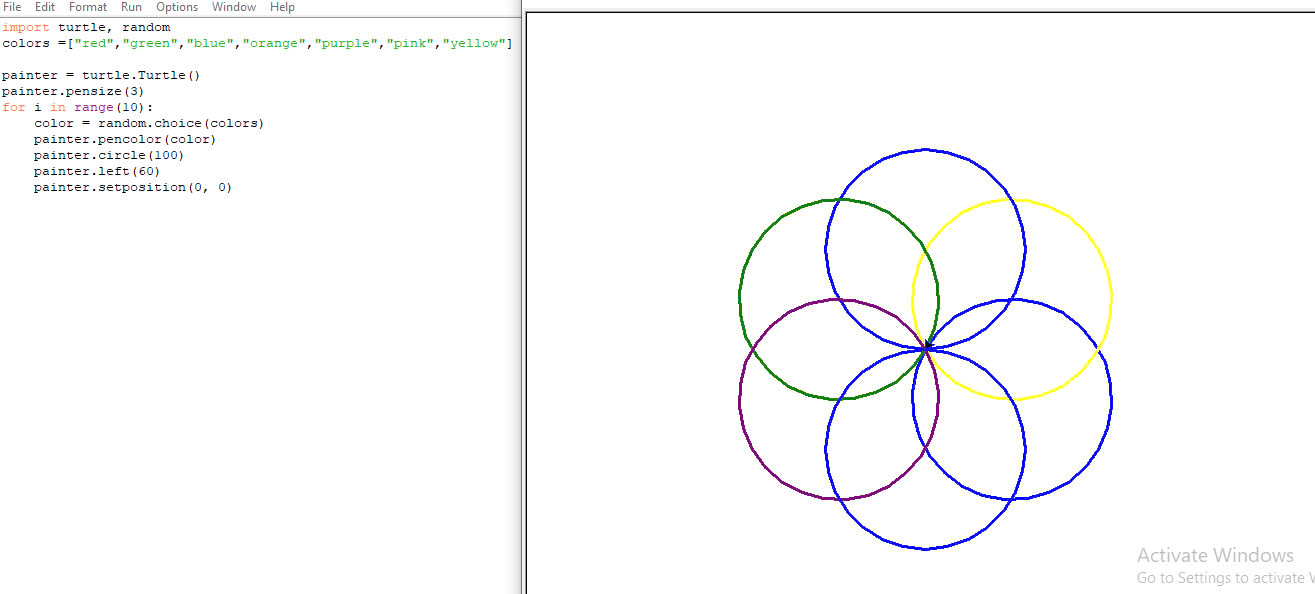 File Edit Format Run Options Window Help
import turtle, random
colors =["red","green","blue","orange","purple","pink","yellow"]
painter = turtle.Turtle()
painter.pensize(3)
for i in range(10):
    color = random.choice(colors)
    painter.pencolor(color)
    painter.circle(100)
    painter.left(60)
    painter.setposition(0, 0)
Activate Windows
Go to Settings to activate